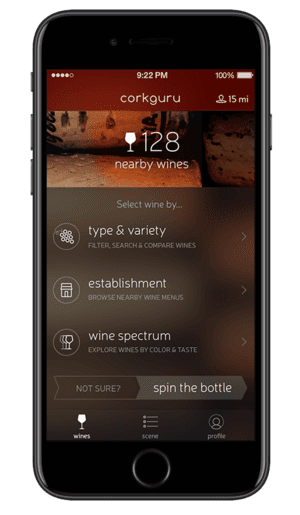 9:22 PM 100%
corkguru 15 mi
128
nearby wines
Select wine by...
type & variety
FILTER, SEARCH & COMPARE WINES
establishment
BROWSE NEARBY WINE MENUS
wine spectrum
EXPLORE WINES BY COLOR & TASTE
NOT SURE? spin the bottle
wines scene profile